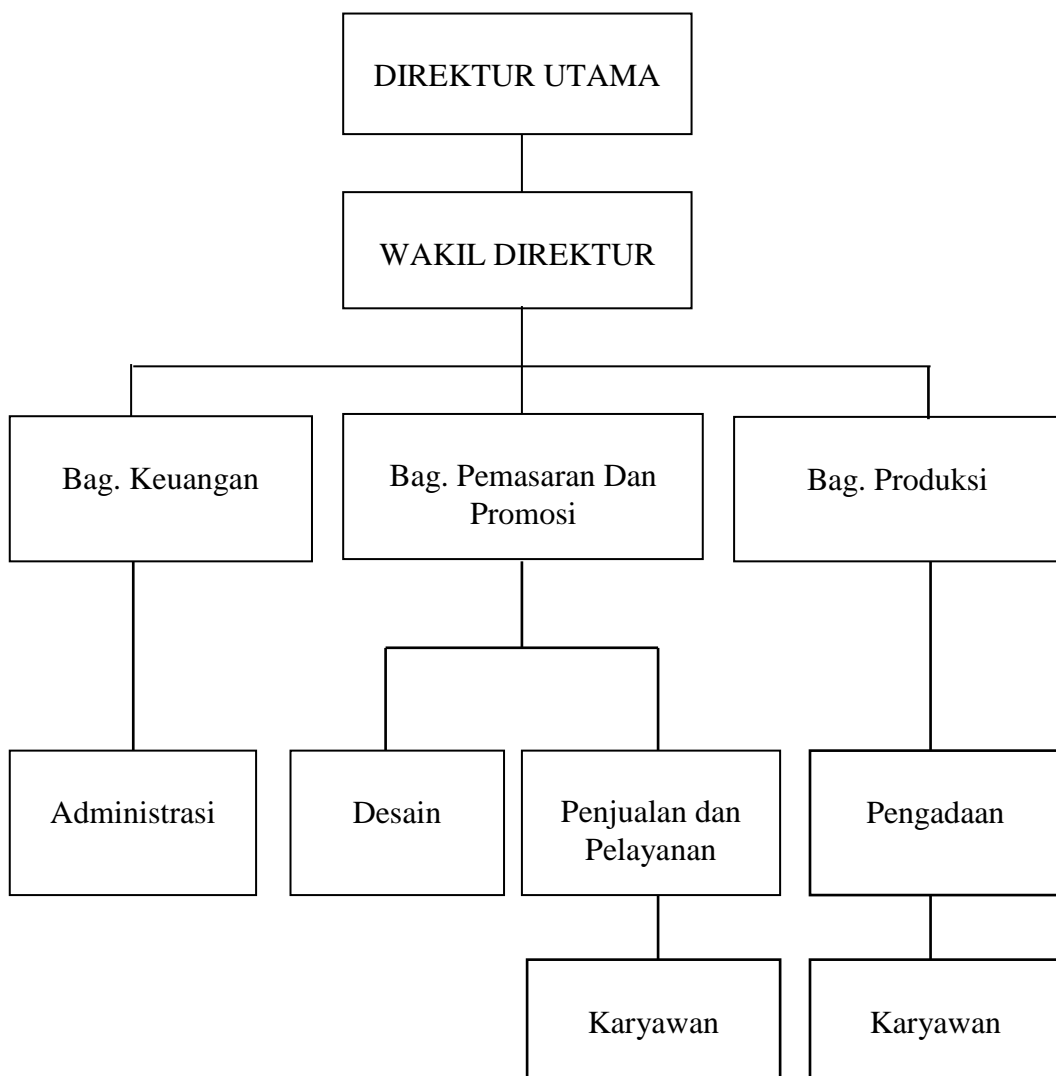 DIREKTUR UTAMA
WAKIL DIREKTUR
Bag. Keuangan
Bag. Pemasaran Dan
Promosi
Bag. Produksi
Administrasi
Desain
Penjualan dan
Pelayanan
Pengadaan
Karyawan
Karyawan